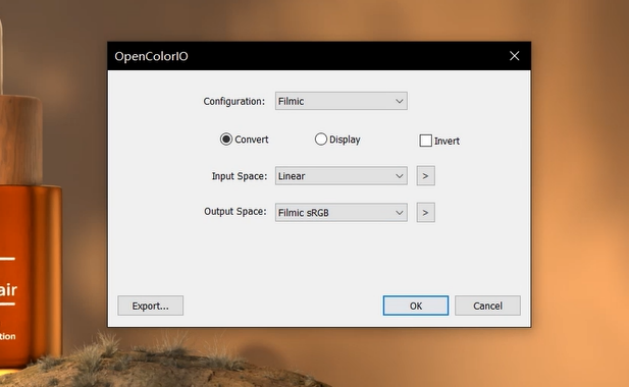 OpenColorIO
Configuration: Filmic
Convert Display Invert
Input Space: Linear >
Output Space: Filmic sRGB >
air
tion
Export... OK Cancel